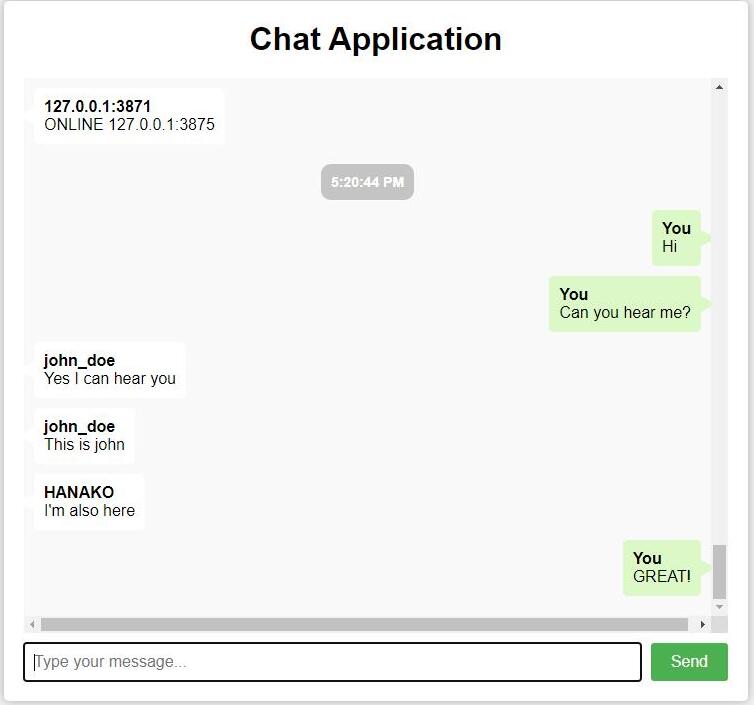 Chat Application
127.0.0.1:3871
ONLINE 127.0.0.1:3875
5:20:44 PM
You
Hi
You
Can you hear me?
john_doe
Yes I can hear you
john_doe
This is john
HANAKO
I'm also here
You
GREAT!
Type your message...
Send